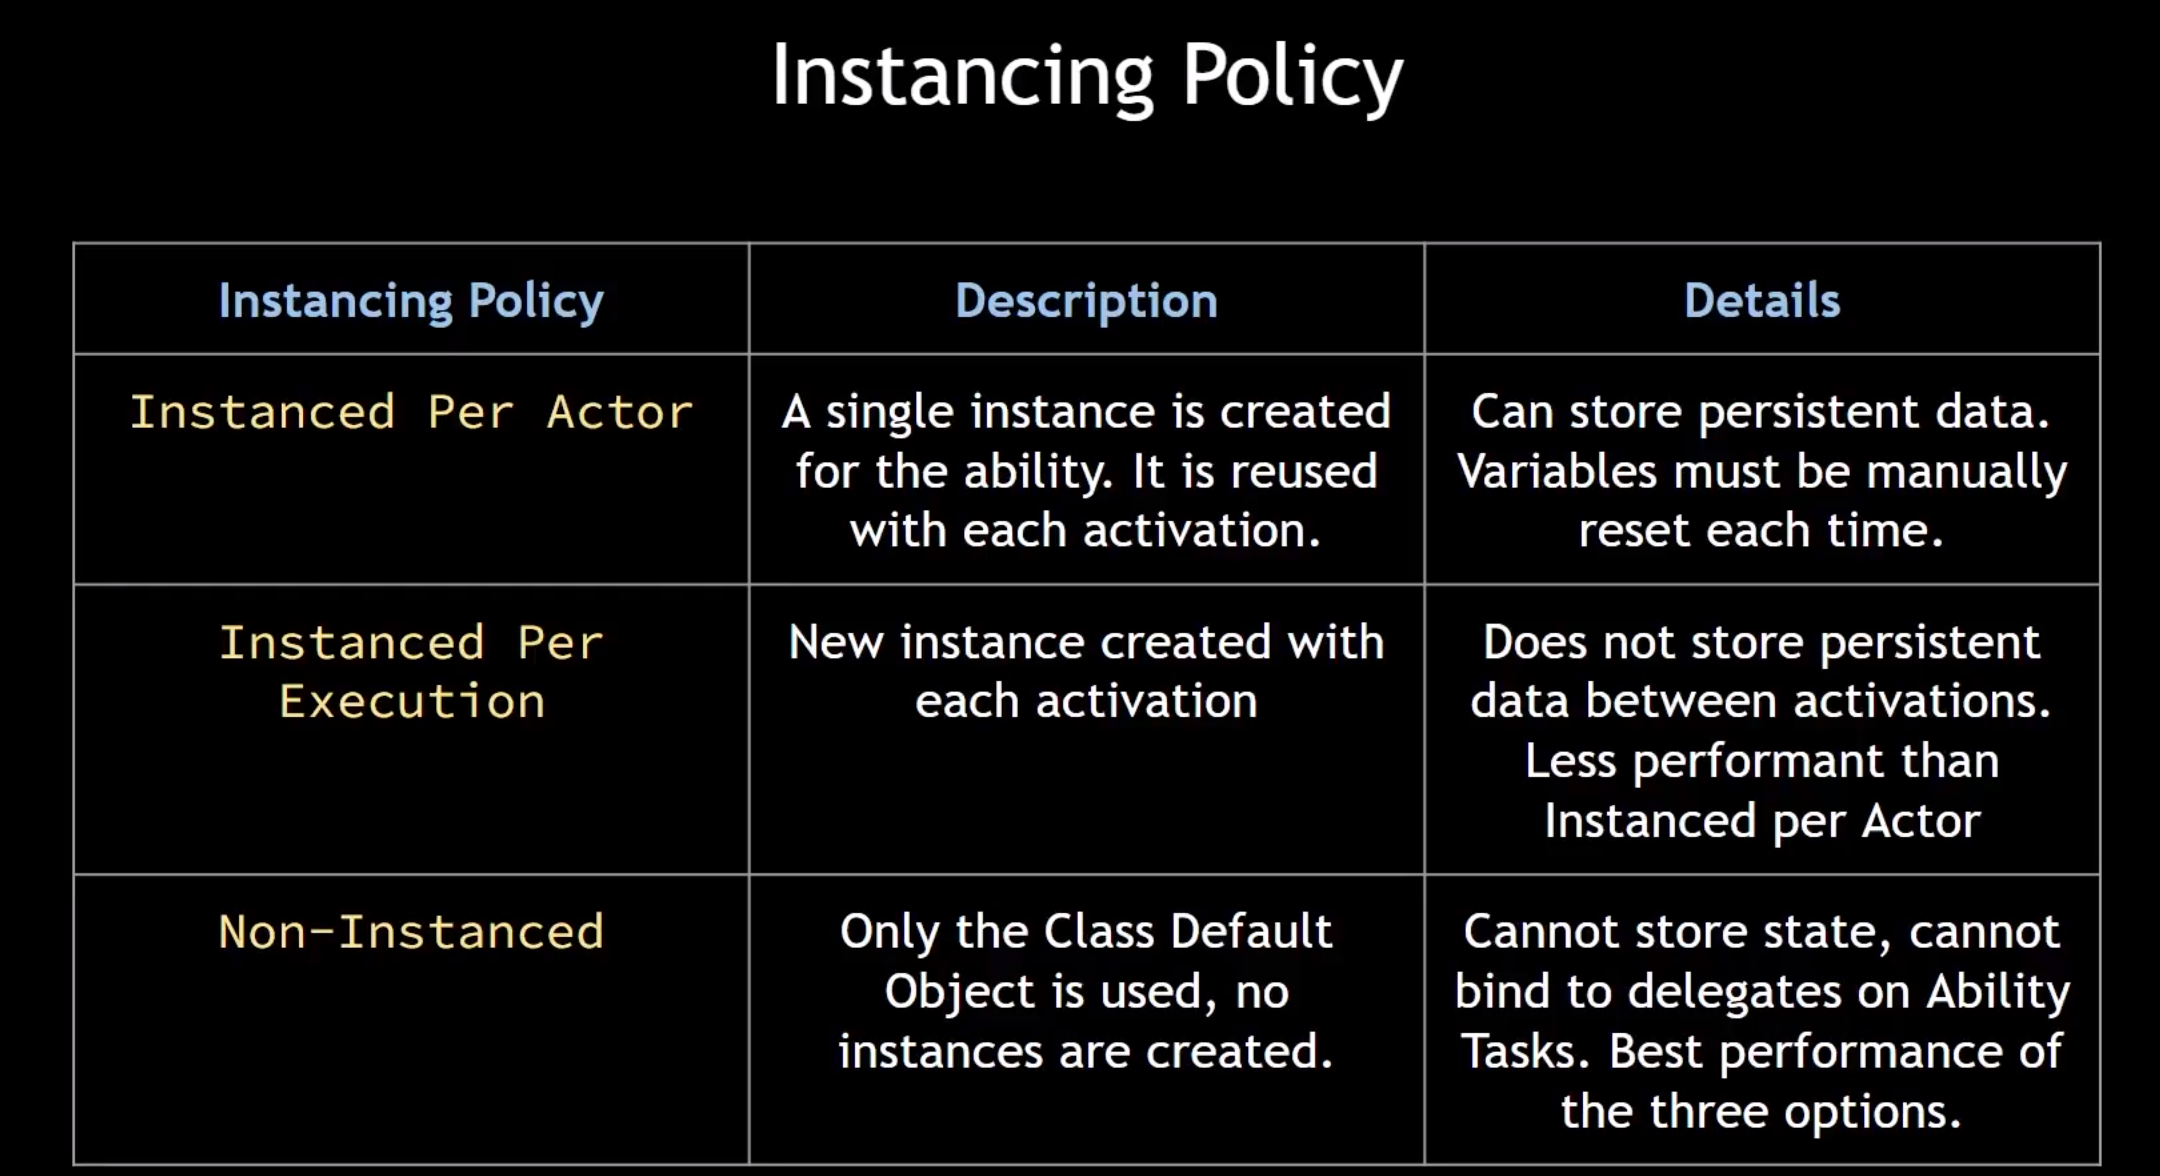 Instancing Policy
Instancing Policy
Description
Details
Instanced Per Actor
A single instance is created
for the ability. It is reused
with each activation.
Can store persistent data.
Variables must be manually
reset each time.
Instanced Per
Execution
New instance created with
each activation
Does not store persistent
data between activations.
Less performant than
Instanced per Actor
Non-Instanced
Only the Class Default
Object is used, no
instances are created.
Cannot store state, cannot
bind to delegates on Ability
Tasks. Best performance of
the three options.